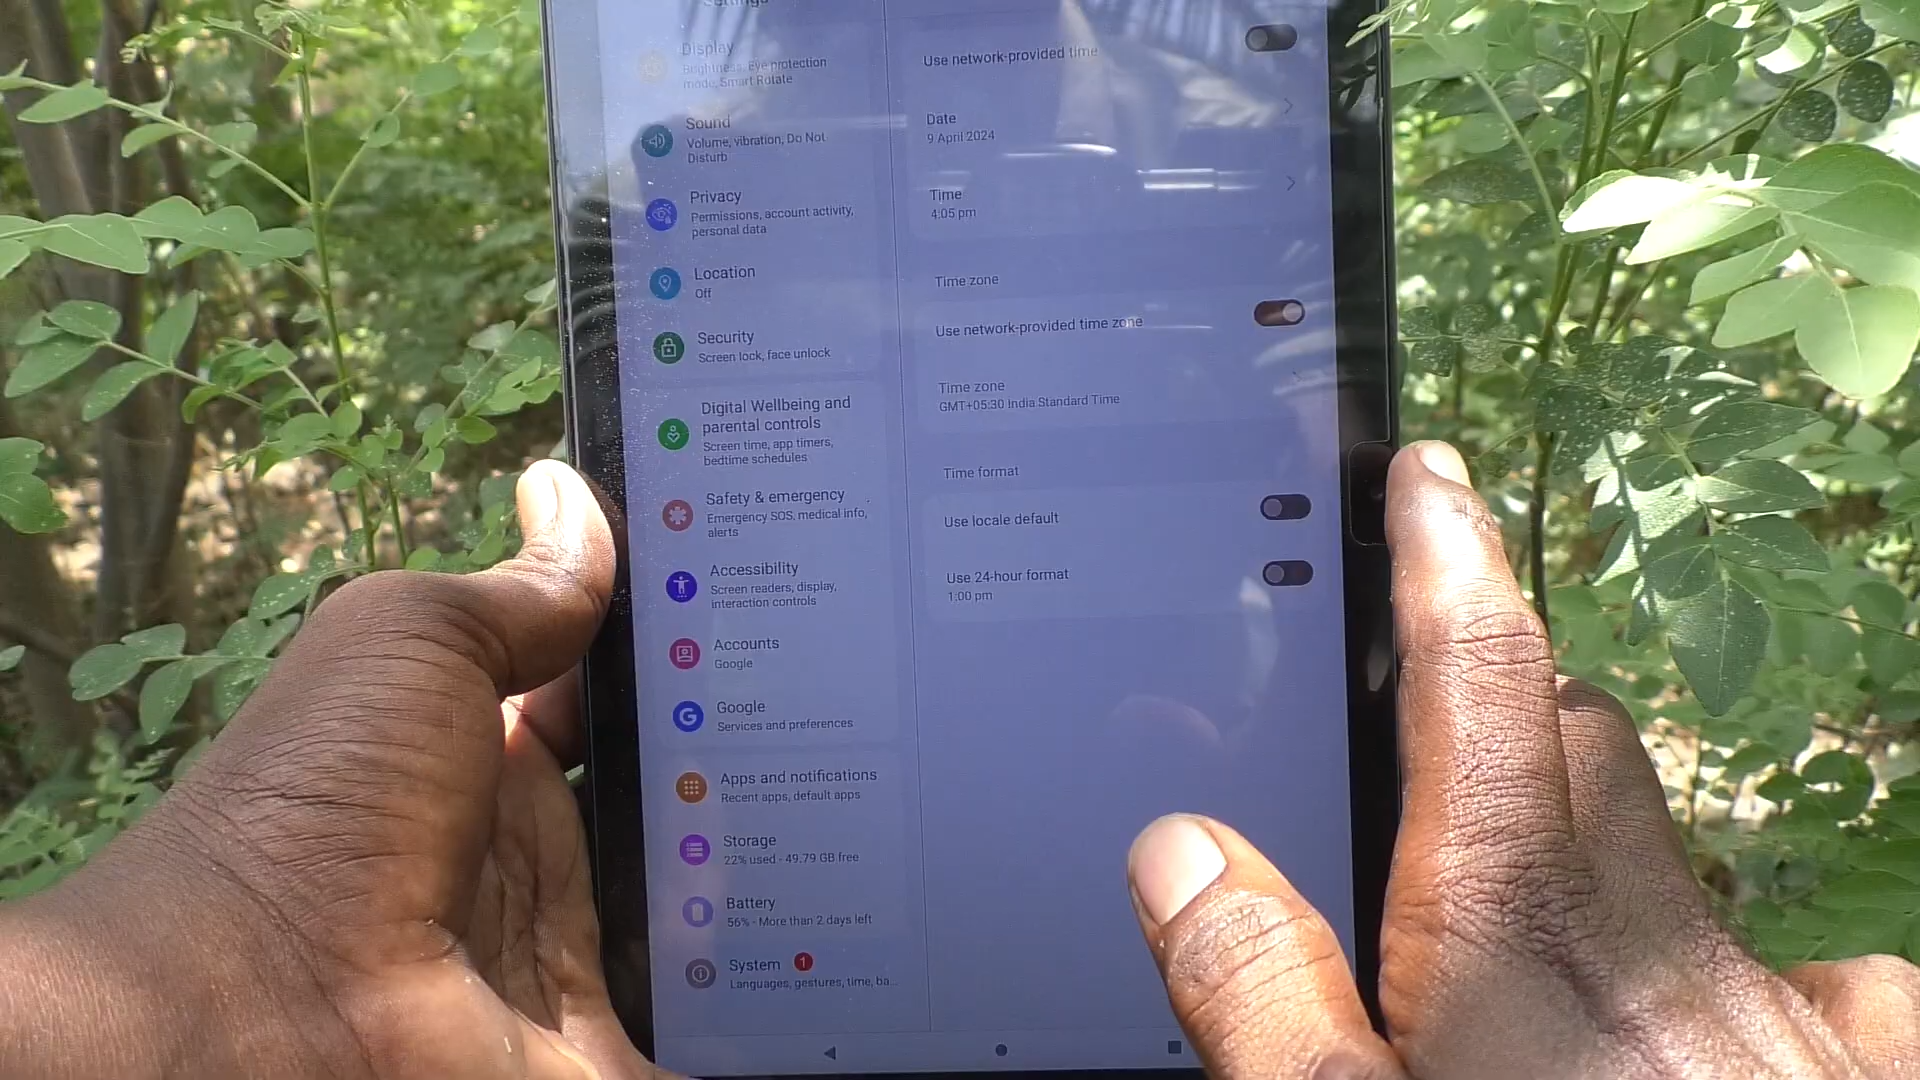 Settings
Display
Brightness, Eye protection
mode, Smart Rotate
Sound
Volume, vibration, Do Not
Disturb
Privacy
Permissions, account activity,
personal data
Location
Off
Security
Screen lock, face unlock
Digital Wellbeing and
parental controls
Screen time, app timers,
bedtime schedules
Safety & emergency
Emergency SOS, medical info,
alerts
Accessibility
Screen readers, display,
interaction controls
Accounts
Google
Google
Services and preferences
Apps and notifications
Recent apps, default apps
Storage
22% used - 49.79 GB free
Battery
56% - More than 2 days left
System 1
Languages, gestures, time, ba...
Use network-provided time
Date
9 April 2024
Time
4:05 pm
Time zone
Use network-provided time zone
Time zone
GMT+05:30 India Standard Time
Time format
Use locale default
Use 24-hour format
1:00 pm